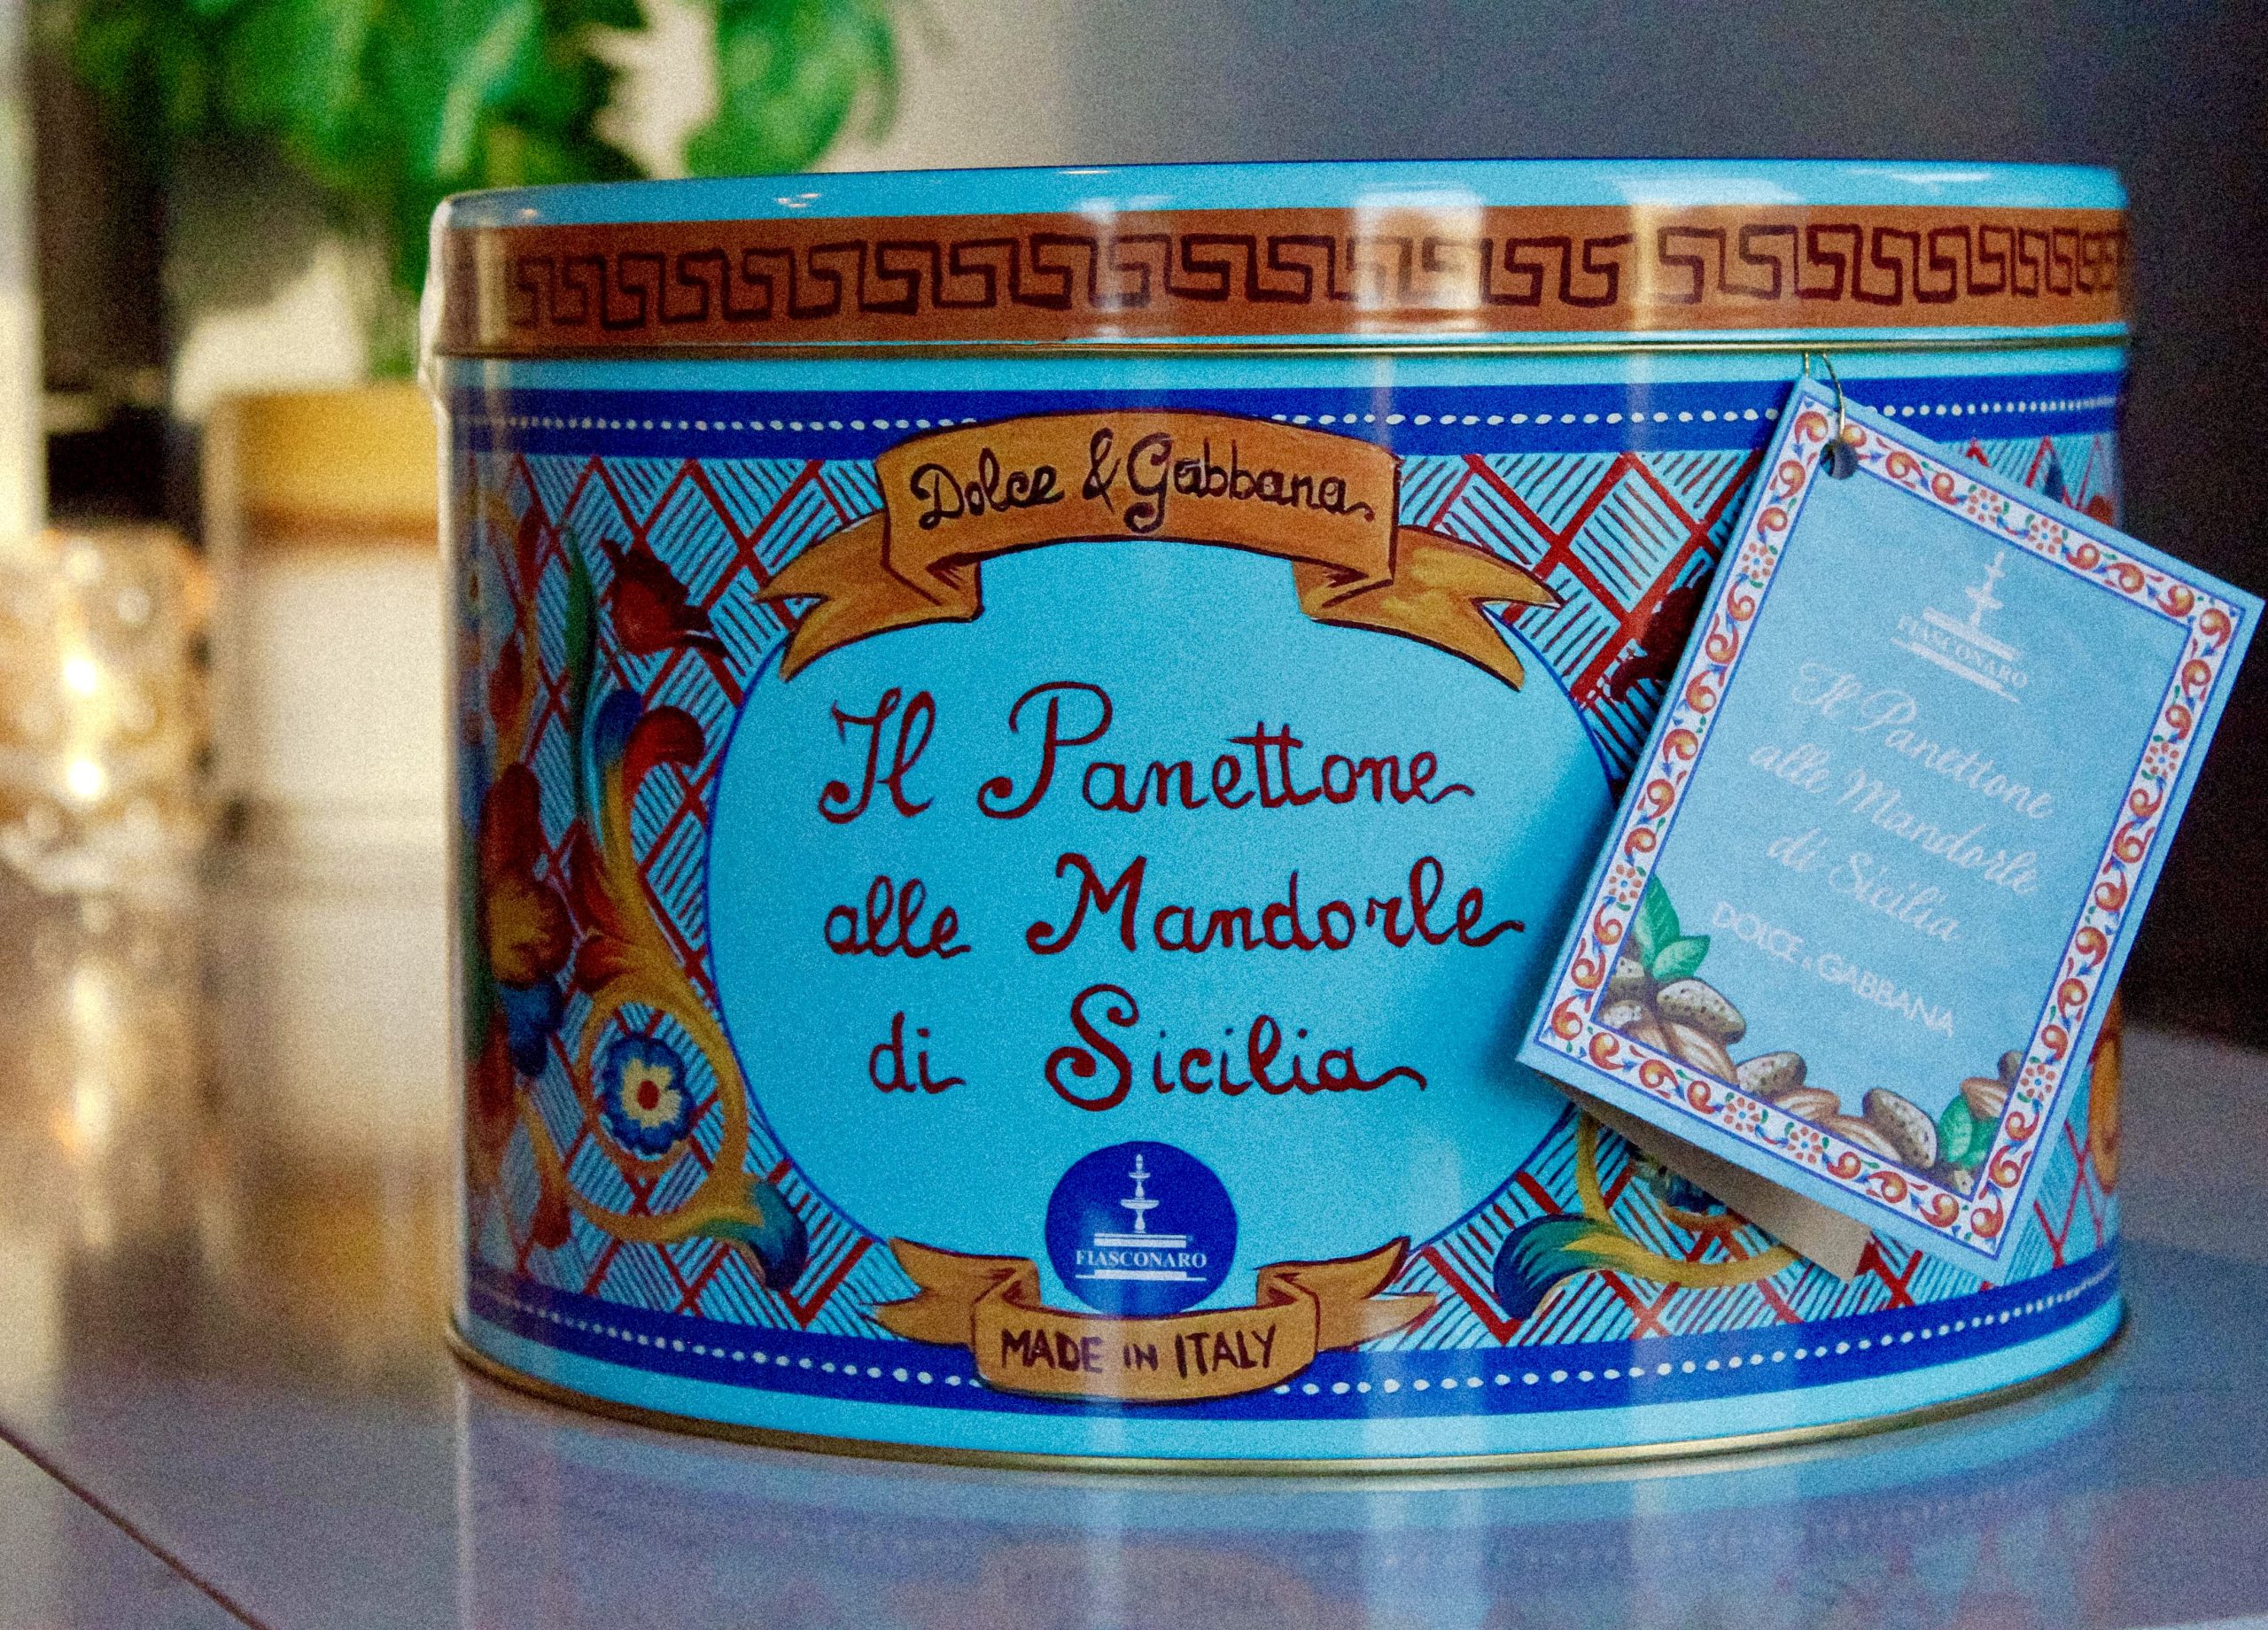 Dolce & Gabbana
Il Panettone
alle Mandorle
di Sicilia
FIASCONARO
MADE IN ITALY
FIASCONARO
Il Panettone
alle Mandorle
di Sicilia
DOLCE & GABBANA